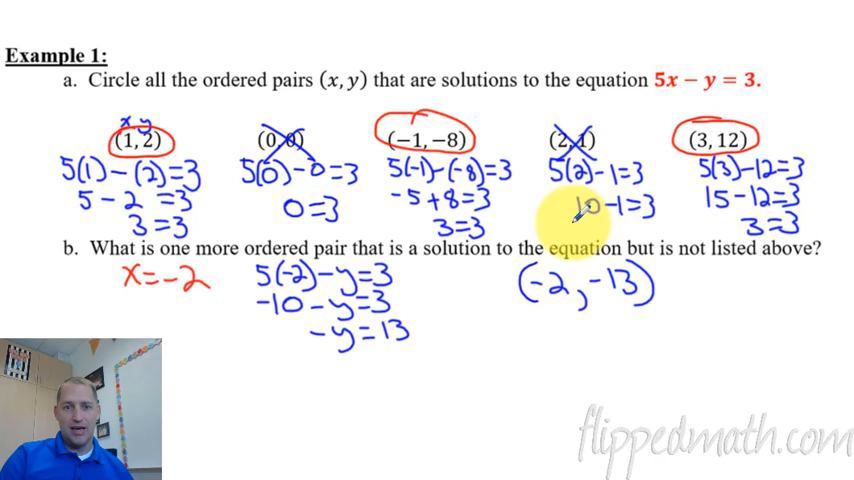 Example 1:
a. Circle all the ordered pairs (x, y) that are solutions to the equation 5x − y = 3.
x y
(1, 2) (0, 0) (−1, −8) (2, 1) (3, 12)
5(1) - (2) = 3 5(0) - 0 = 3 5(-1) - (-8) = 3 5(2) - 1 = 3 5(3) - 12 = 3
5 - 2 = 3 0 = 3 -5 + 8 = 3 10 - 1 = 3 15 - 12 = 3
3 = 3 3 = 3 3 = 3
b. What is one more ordered pair that is a solution to the equation but is not listed above?
x = -2 5(-2) - y = 3 (-2, -13)
-10 - y = 3
-y = 13
flippedmath.com